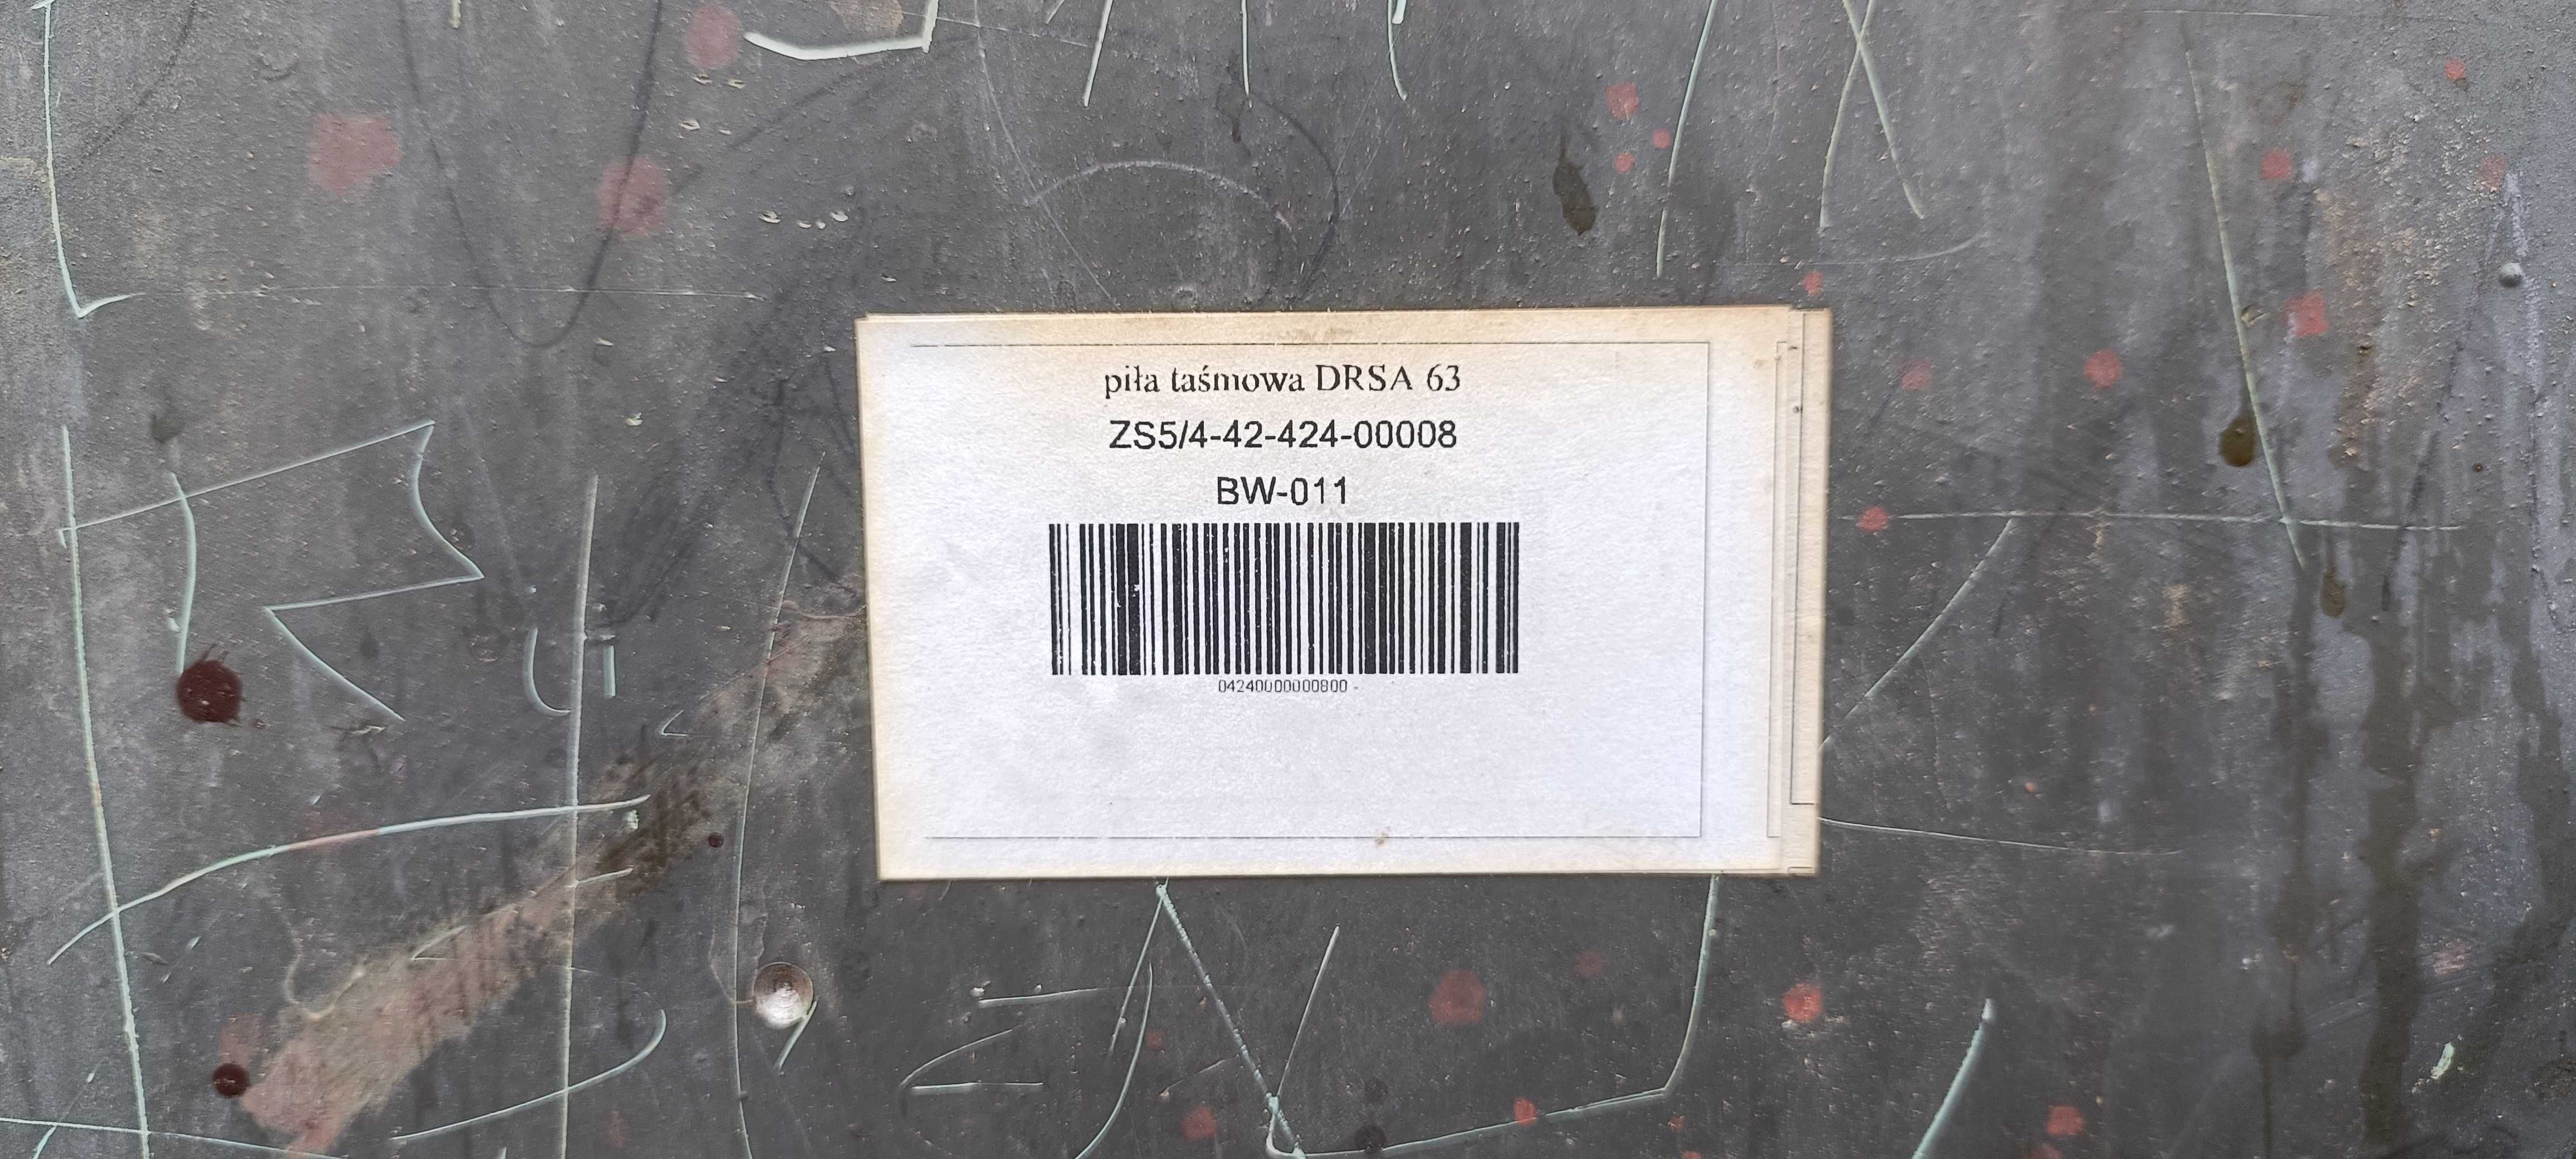 piła taśmowa DRSA 63
ZS5/4-42-424-00008
BW-011
04240000000800